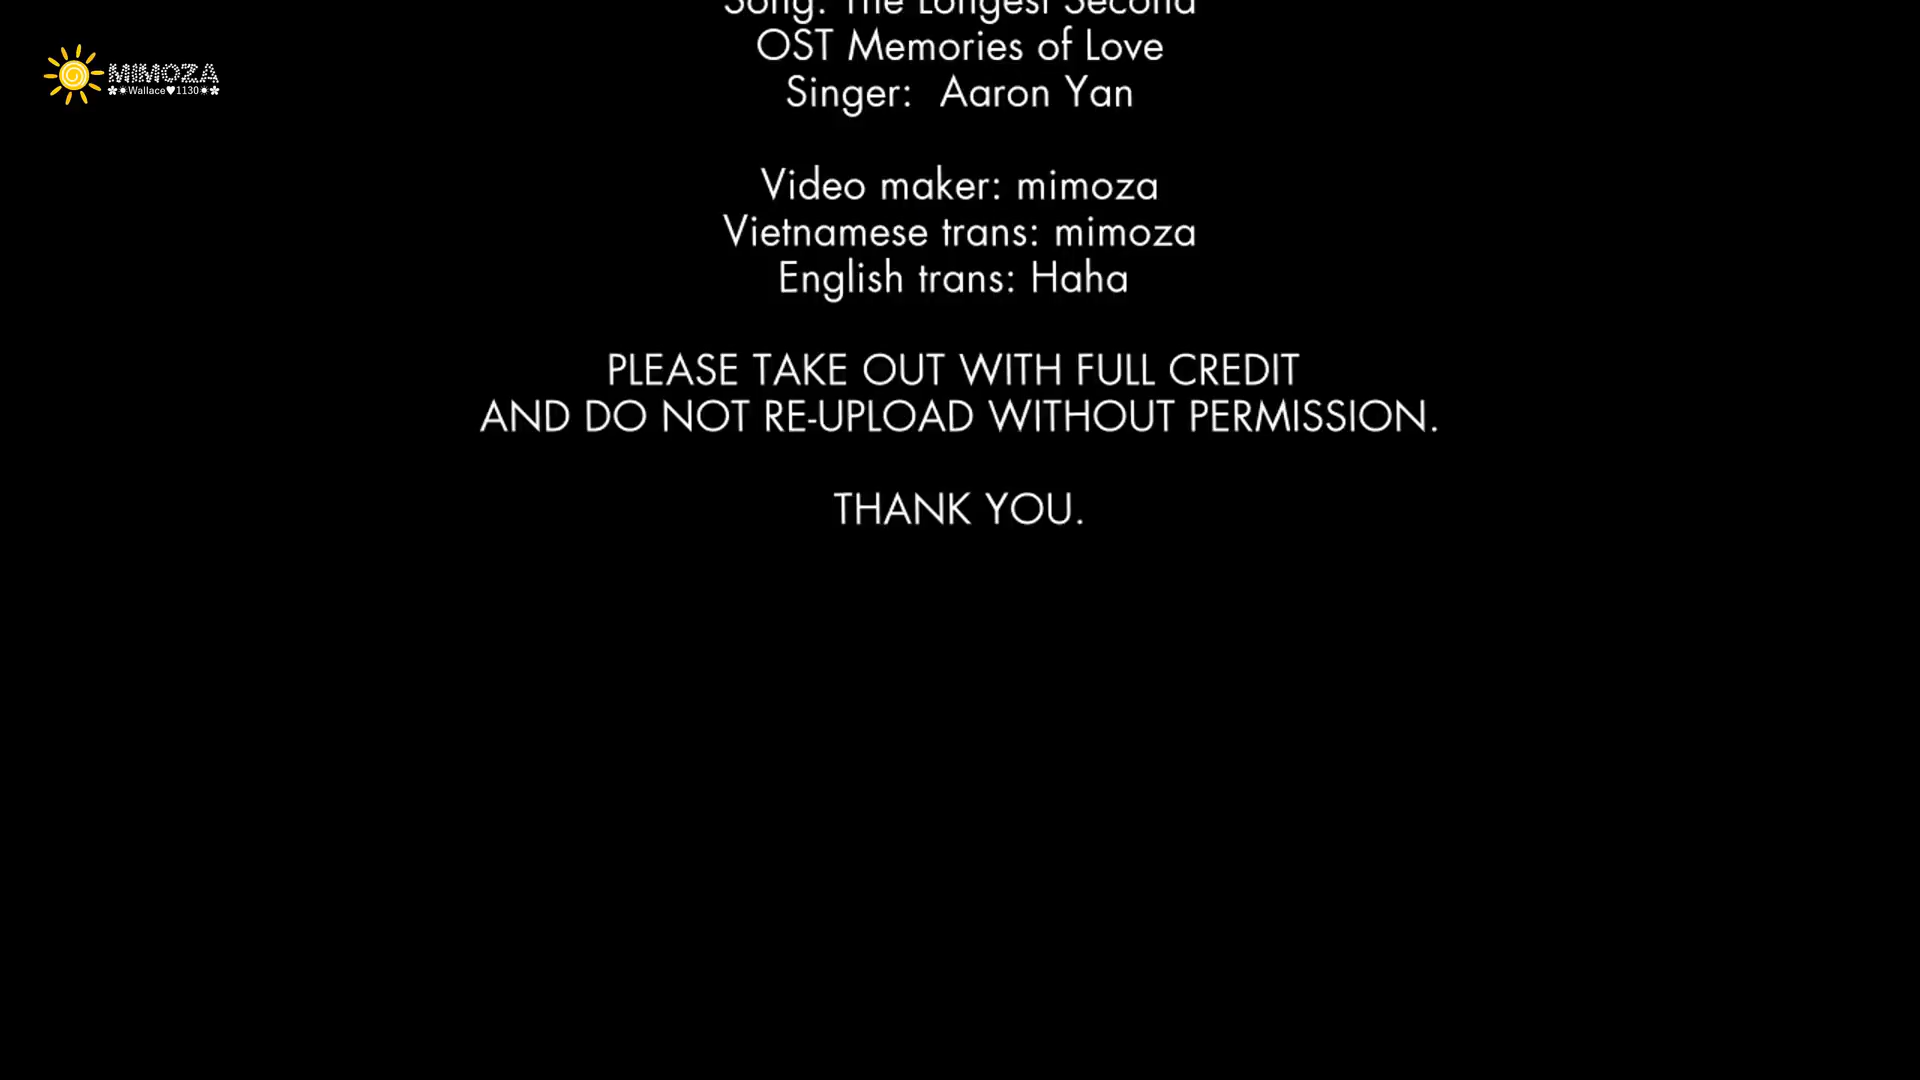 Song: The Longest Second
OST Memories of Love
Singer: Aaron Yan
MIMOZA
✽☀Wallace♥1130☀✽
Video maker: mimoza
Vietnamese trans: mimoza
English trans: Haha
PLEASE TAKE OUT WITH FULL CREDIT
AND DO NOT RE-UPLOAD WITHOUT PERMISSION.
THANK YOU.